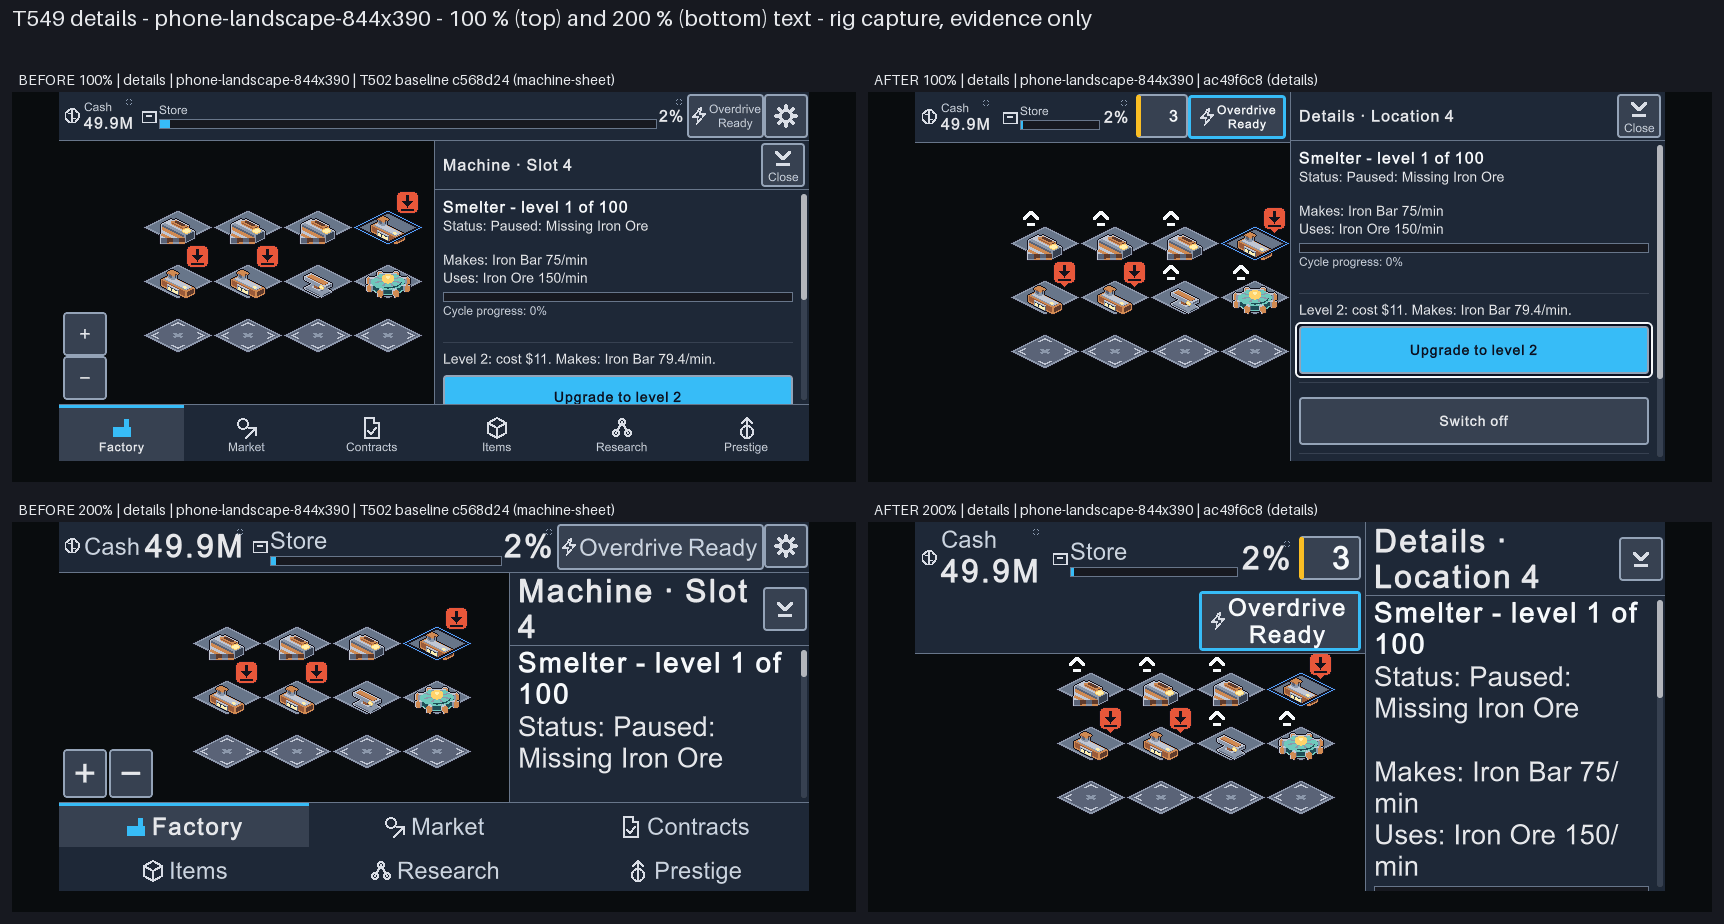 T549 details - phone-landscape-844x390 - 100 % (top) and 200 % (bottom) text - rig capture, evidence only
BEFORE 100% | details | phone-landscape-844x390 | T502 baseline c568d24 (machine-sheet)
Cash
49.9M
Store
2%
Overdrive
Ready
Machine · Slot 4
Close
Smelter - level 1 of 100
Status: Paused: Missing Iron Ore
Makes: Iron Bar 75/min
Uses: Iron Ore 150/min
Cycle progress: 0%
Level 2: cost $11. Makes: Iron Bar 79.4/min.
Upgrade to level 2
+
−
Factory
Market
Contracts
Items
Research
Prestige
AFTER 100% | details | phone-landscape-844x390 | ac49f6c8 (details)
Cash
49.9M
Store
2%
3
Overdrive
Ready
Details · Location 4
Close
Smelter - level 1 of 100
Status: Paused: Missing Iron Ore
Makes: Iron Bar 75/min
Uses: Iron Ore 150/min
Cycle progress: 0%
Level 2: cost $11. Makes: Iron Bar 79.4/min.
Upgrade to level 2
Switch off
BEFORE 200% | details | phone-landscape-844x390 | T502 baseline c568d24 (machine-sheet)
Cash 49.9M
Store
2%
Overdrive Ready
Machine · Slot
4
Smelter - level 1 of
100
Status: Paused:
Missing Iron Ore
+
−
Factory
Market
Contracts
Items
Research
Prestige
AFTER 200% | details | phone-landscape-844x390 | ac49f6c8 (details)
Cash
49.9M
Store
2%
3
Overdrive
Ready
Details ·
Location 4
Smelter - level 1 of
100
Status: Paused:
Missing Iron Ore
Makes: Iron Bar 75/
min
Uses: Iron Ore 150/
min